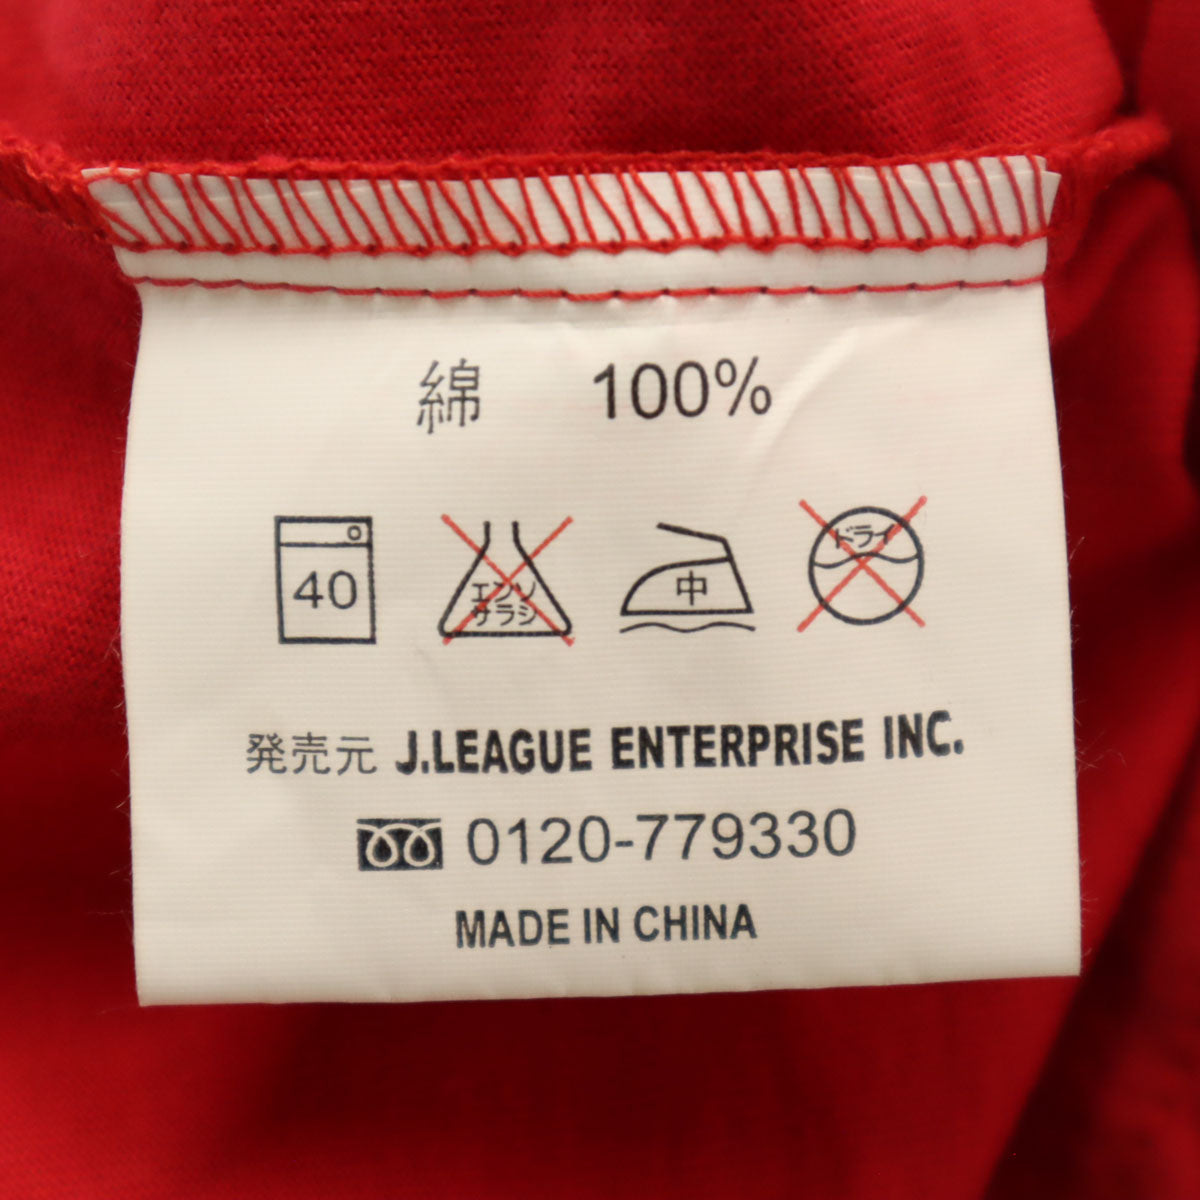 綿 100%
40 エンソ 中 ドライ
サラシ
発売元 J.LEAGUE ENTERPRISE INC.
0120-779330
MADE IN CHINA